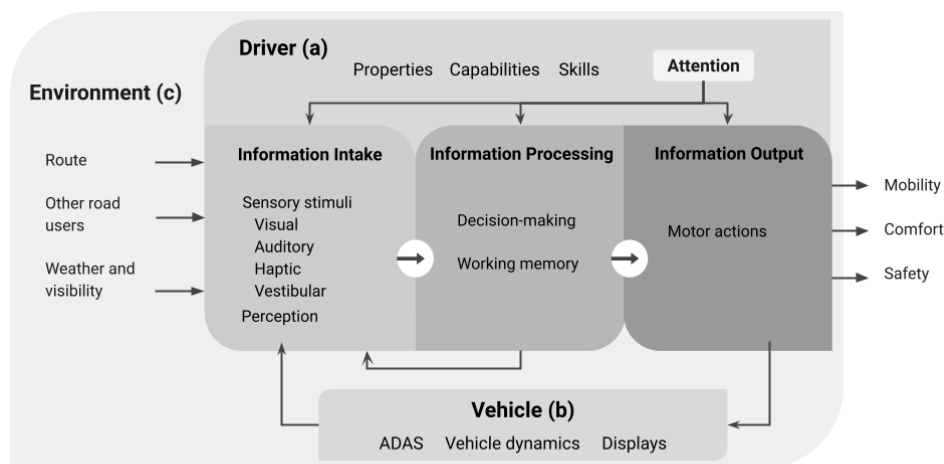 Driver (a)
Properties Capabilities Skills
Attention
Environment (c)
Route
Other road
users
Weather and
visibility
Information Intake
Sensory stimuli
Visual
Auditory
Haptic
Vestibular
Perception
Information Processing
Decision-making
Working memory
Information Output
Motor actions
Mobility
Comfort
Safety
Vehicle (b)
ADAS Vehicle dynamics Displays